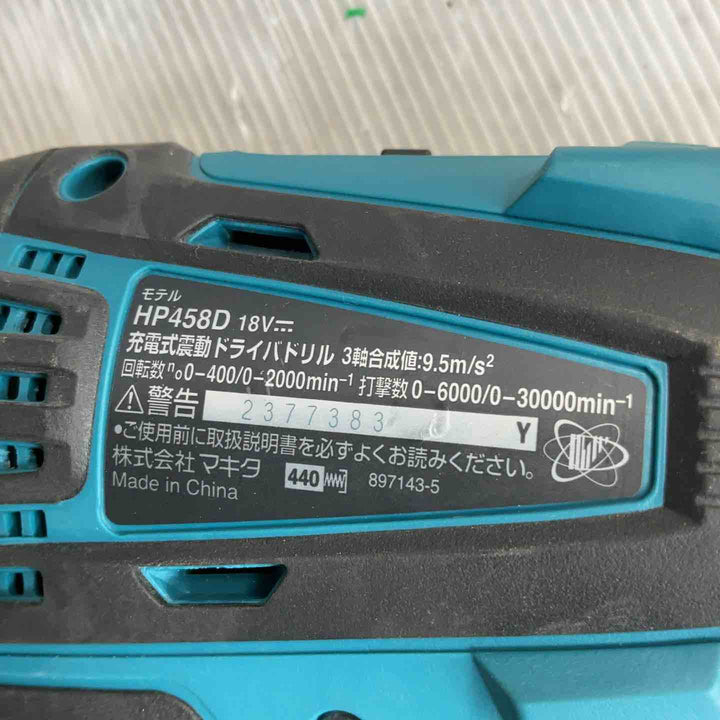 モデル
HP458D 18V⎓
充電式震動ドライバドリル 3軸合成値:9.5m/s²
回転数 n₀0-400/0-2000min⁻¹ 打撃数 0-6000/0-30000min⁻¹
⚠警告 2377383 Y
●ご使用前に取扱説明書を必ずよくお読みください。
株式会社 マキタ 440
Made in China 897143-5